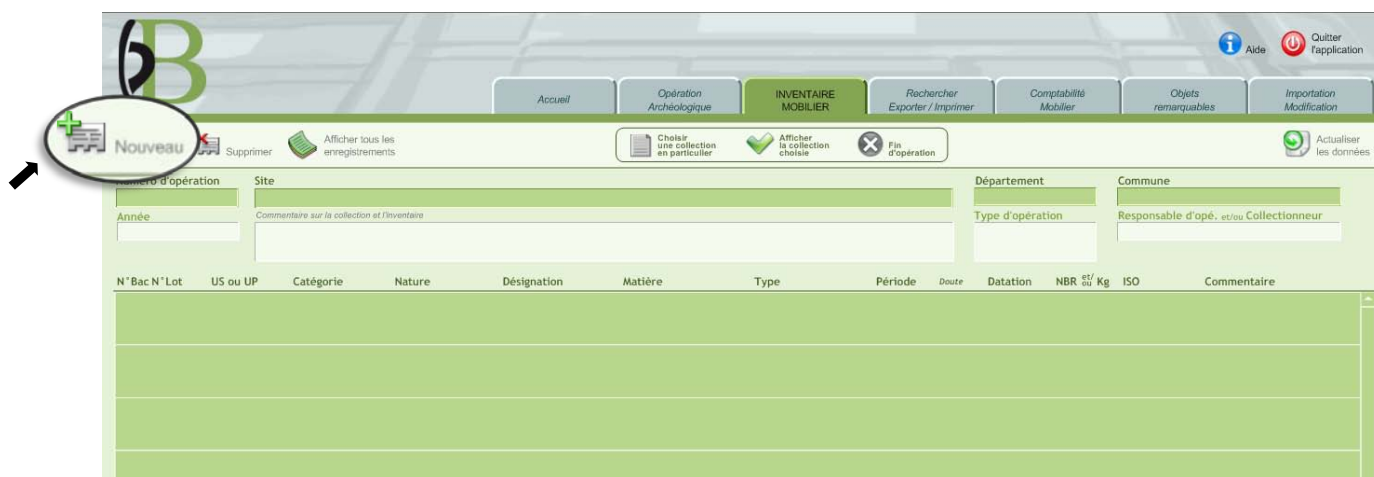 bB
Aide
Quitter
l'application
Accueil
Opération
Archéologique
INVENTAIRE
MOBILIER
Rechercher
Exporter / Imprimer
Comptabilité
Mobilier
Objets
remarquables
Importation
Modification
Nouveau
Supprimer
Afficher tous les
enregistrements
Choisir
une collection
en particulier
Afficher
la collection
choisie
Fin
d'opération
Actualiser
les données
Numéro d'opération
Site
Département
Commune
Année
Commentaire sur la collection et l'inventaire
Type d'opération
Responsable d'opé. et/ou Collectionneur
N°Bac N°Lot US ou UP Catégorie Nature Désignation Matière Type Période Doute Datation NBR et/ou Kg ISO Commentaire